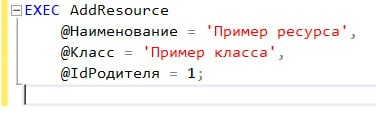 EXEC AddResource
@Наименование = 'Пример ресурса',
@Класс = 'Пример класса',
@IdРодителя = 1;